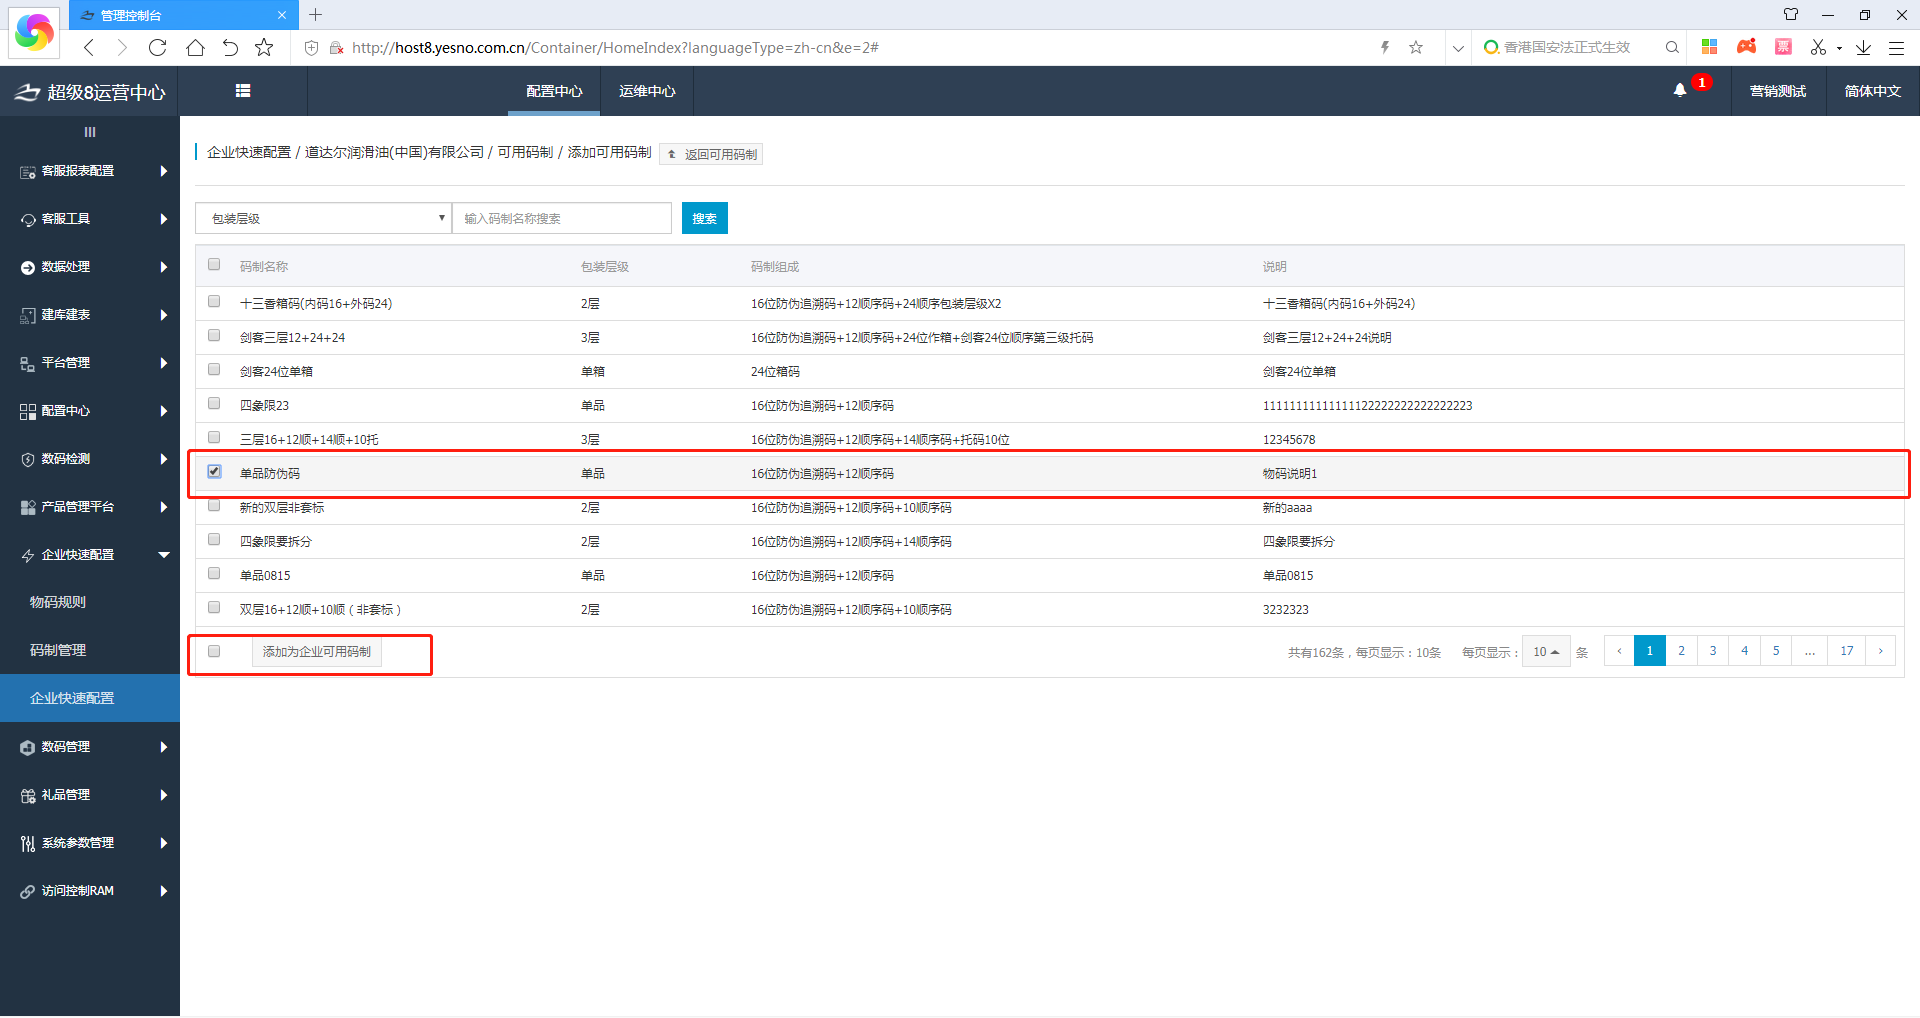 管理控制台
http://host8.yesno.com.cn/Container/HomeIndex?languageType=zh-cn&e=2#
香港国安法正式生效
票
超级8运营中心
配置中心
运维中心
1
营销测试
简体中文
客服报表配置
客服工具
数据处理
建库建表
平台管理
配置中心
数码检测
产品管理平台
企业快速配置
物码规则
码制管理
企业快速配置
数码管理
礼品管理
系统参数管理
访问控制RAM
企业快速配置 / 道达尔润滑油(中国)有限公司 / 可用码制 / 添加可用码制 返回可用码制
包装层级 输入码制名称搜索 搜索
码制名称 包装层级 码制组成 说明
十三香箱码(内码16+外码24) 2层 16位防伪追溯码+12顺序码+24顺序包装层级X2 十三香箱码(内码16+外码24)
剑客三层12+24+24 3层 16位防伪追溯码+12顺序码+24位作箱+剑客24位顺序第三级托码 剑客三层12+24+24说明
剑客24位单箱 单箱 24位箱码 剑客24位单箱
四象限23 单品 16位防伪追溯码+12顺序码 11111111111111112222222222222223
三层16+12顺+14顺+10托 3层 16位防伪追溯码+12顺序码+14顺序码+托码10位 12345678
单品防伪码 单品 16位防伪追溯码+12顺序码 物码说明1
新的双层非套标 2层 16位防伪追溯码+12顺序码+10顺序码 新的aaaa
四象限要拆分 2层 16位防伪追溯码+12顺序码+14顺序码 四象限要拆分
单品0815 单品 16位防伪追溯码+12顺序码 单品0815
双层16+12顺+10顺（非套标） 2层 16位防伪追溯码+12顺序码+10顺序码 3232323
添加为企业可用码制
共有162条，每页显示：10条 每页显示： 10 条 ‹ 1 2 3 4 5 ... 17 ›